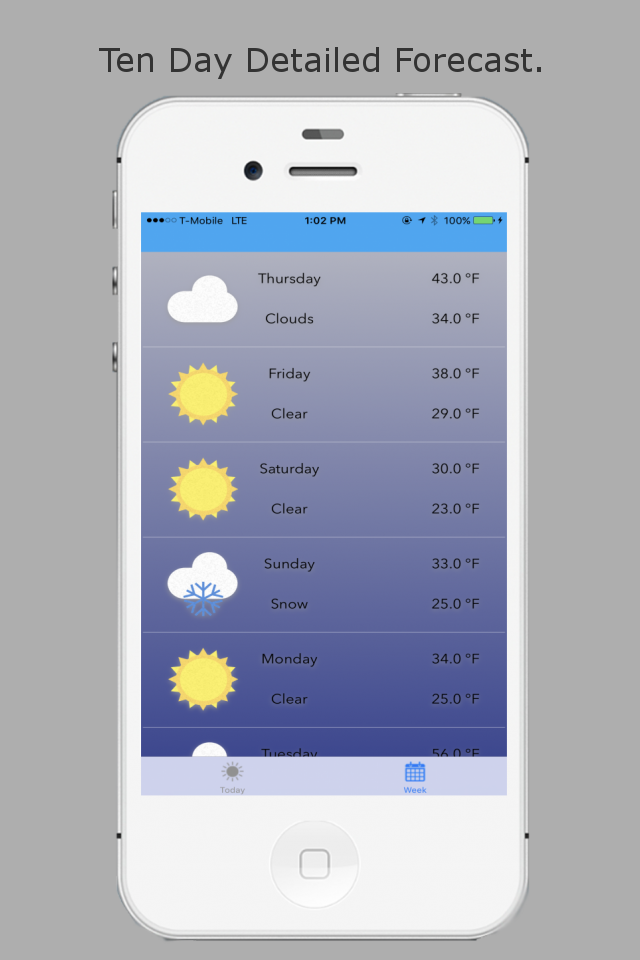 Ten Day Detailed Forecast.
T-Mobile LTE 1:02 PM 100%
Thursday 43.0 °F
Clouds 34.0 °F
Friday 38.0 °F
Clear 29.0 °F
Saturday 30.0 °F
Clear 23.0 °F
Sunday 33.0 °F
Snow 25.0 °F
Monday 34.0 °F
Clear 25.0 °F
Tuesday 56.0 °F
Today Week